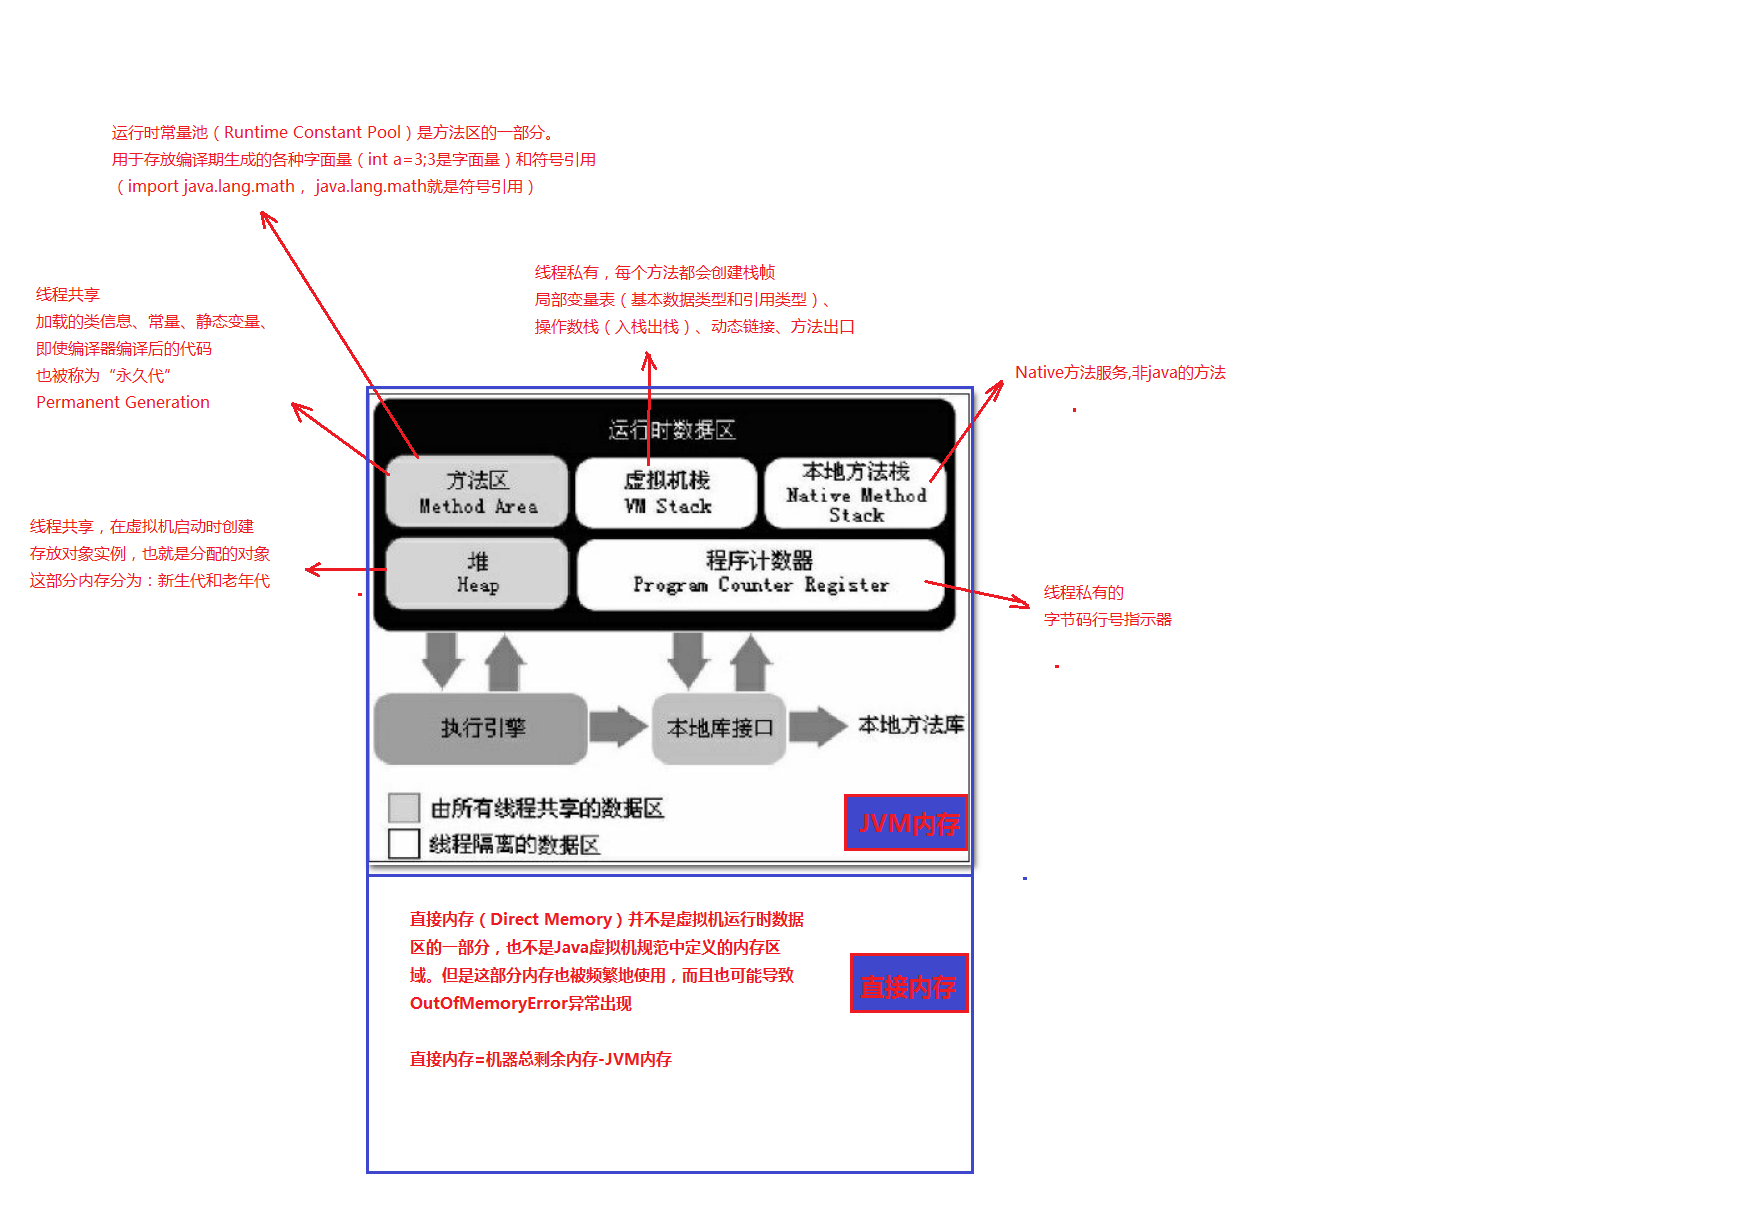 运行时常量池（Runtime Constant Pool）是方法区的一部分。
用于存放编译期生成的各种字面量（int a=3;3是字面量）和符号引用
（import java.lang.math， java.lang.math就是符号引用）
线程私有，每个方法都会创建栈帧
局部变量表（基本数据类型和引用类型）、
操作数栈（入栈出栈）、动态链接、方法出口
线程共享
加载的类信息、常量、静态变量、
即使编译器编译后的代码
也被称为“永久代“
Permanent Generation
Native方法服务,非java的方法
运行时数据区
方法区
Method Area
虚拟机栈
VM Stack
本地方法栈
Native Method
Stack
线程共享，在虚拟机启动时创建
存放对象实例，也就是分配的对象
这部分内存分为：新生代和老年代
堆
Heap
程序计数器
Program Counter Register
线程私有的
字节码行号指示器
执行引擎
本地库接口
本地方法库
由所有线程共享的数据区
线程隔离的数据区
JVM内存
直接内存（Direct Memory）并不是虚拟机运行时数据
区的一部分，也不是Java虚拟机规范中定义的内存区
域。但是这部分内存也被频繁地使用，而且也可能导致
OutOfMemoryError异常出现
直接内存
直接内存=机器总剩余内存-JVM内存